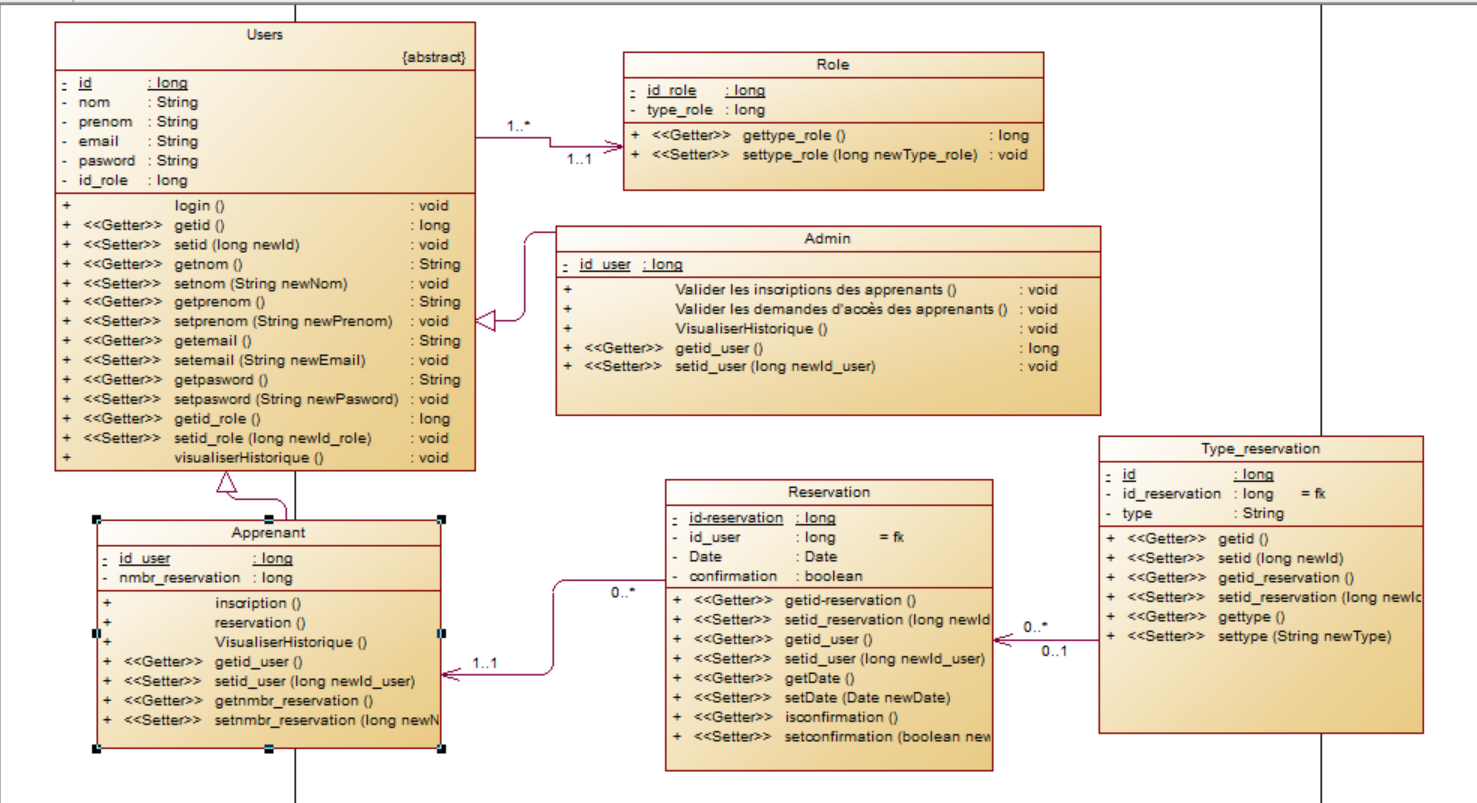 Users
{abstract}
- id : long
- nom : String
- prenom : String
- email : String
- pasword : String
- id_role : long
+ login () : void
+ <<Getter>> getid () : long
+ <<Setter>> setid (long newId) : void
+ <<Getter>> getnom () : String
+ <<Setter>> setnom (String newNom) : void
+ <<Getter>> getprenom () : String
+ <<Setter>> setprenom (String newPrenom) : void
+ <<Getter>> getemail () : String
+ <<Setter>> setemail (String newEmail) : void
+ <<Getter>> getpasword () : String
+ <<Setter>> setpasword (String newPasword) : void
+ <<Getter>> getid_role () : long
+ <<Setter>> setid_role (long newId_role) : void
+ visualiserHistorique () : void
1..*
1..1
Role
- id_role : long
- type_role : long
+ <<Getter>> gettype_role () : long
+ <<Setter>> settype_role (long newType_role) : void
Admin
- id_user : long
+ Valider les inscriptions des apprenants () : void
+ Valider les demandes d'accès des apprenants () : void
+ VisualiserHistorique () : void
+ <<Getter>> getid_user () : long
+ <<Setter>> setid_user (long newId_user) : void
Apprenant
- id_user : long
- nmbr_reservation : long
+ inscription ()
+ reservation ()
+ VisualiserHistorique ()
+ <<Getter>> getid_user ()
+ <<Setter>> setid_user (long newId_user)
+ <<Getter>> getnmbr_reservation ()
+ <<Setter>> setnmbr_reservation (long newN
0..*
1..1
Reservation
- id-reservation : long
- id_user : long = fk
- Date : Date
- confirmation : boolean
+ <<Getter>> getid-reservation ()
+ <<Setter>> setid_reservation (long newId
+ <<Getter>> getid_user ()
+ <<Setter>> setid_user (long newId_user)
+ <<Getter>> getDate ()
+ <<Setter>> setDate (Date newDate)
+ <<Getter>> isconfirmation ()
+ <<Setter>> setconfirmation (boolean new
0..*
0..1
Type_reservation
- id : long
- id_reservation : long = fk
- type : String
+ <<Getter>> getid ()
+ <<Setter>> setid (long newId)
+ <<Getter>> getid_reservation ()
+ <<Setter>> setid_reservation (long newId
+ <<Getter>> gettype ()
+ <<Setter>> settype (String newType)